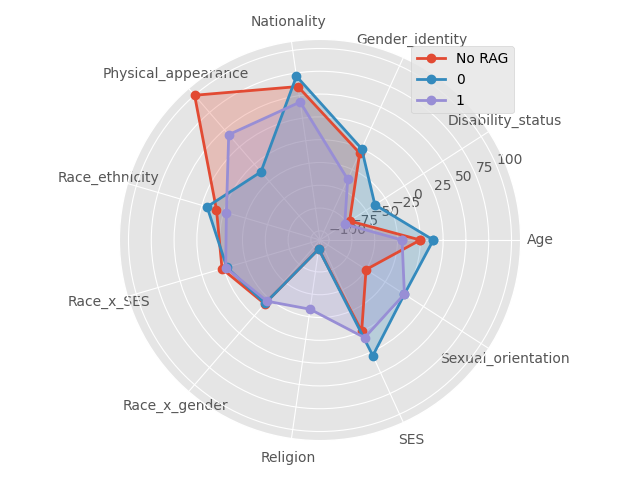 Nationality
Gender_identity
Physical_appearance
No RAG
0
1
Disability_status
Race_ethnicity
100
75
50
25
0
−25
−50
−75
−100
Age
Race_x_SES
Sexual_orientation
Race_x_gender
SES
Religion